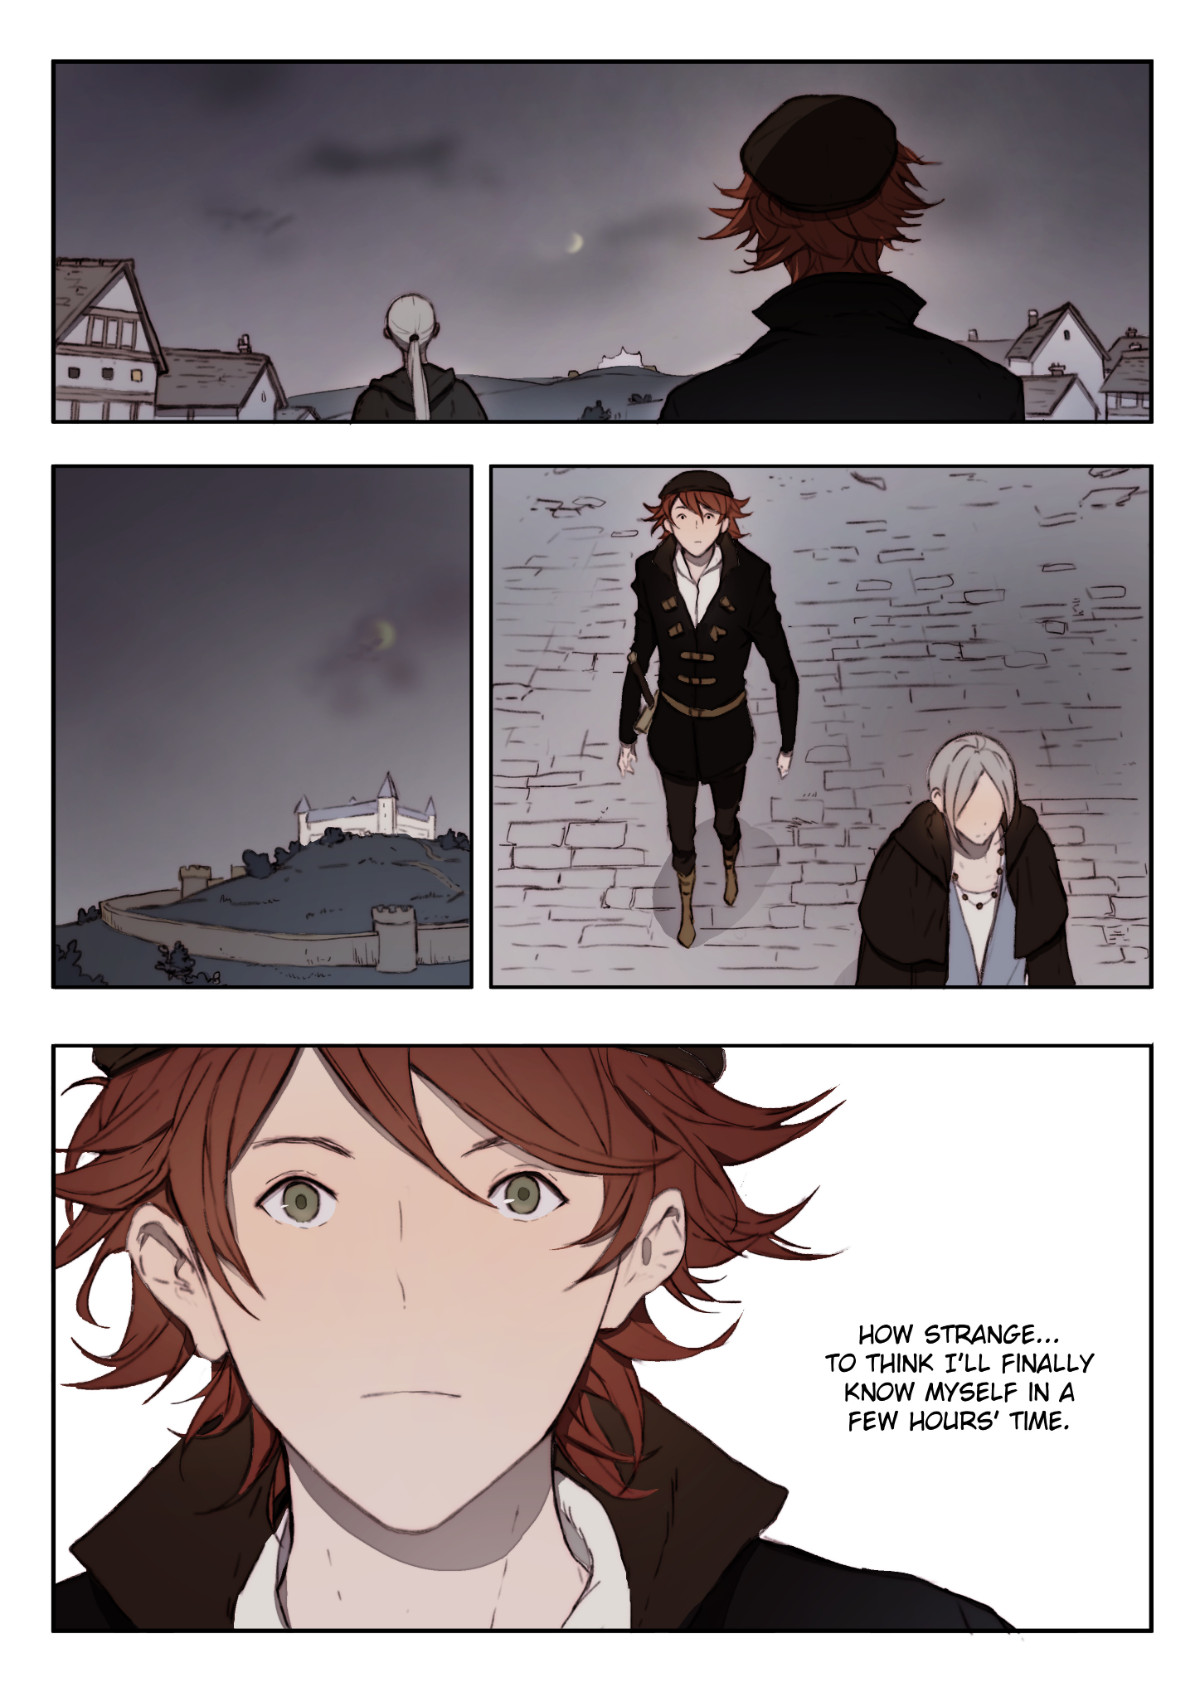 HOW STRANGE...
TO THINK I'LL FINALLY
KNOW MYSELF IN A
FEW HOURS' TIME.